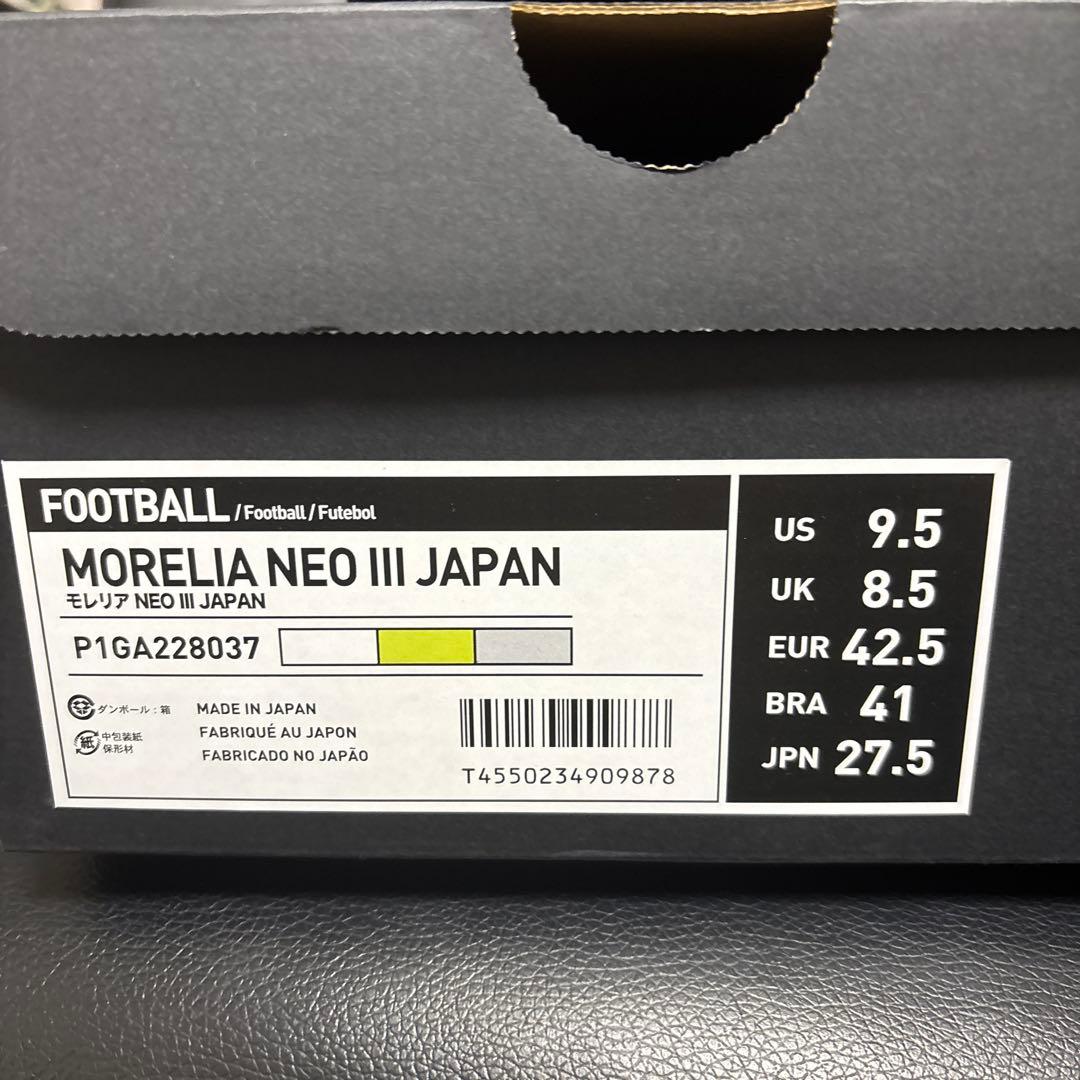 FOOTBALL /Football/Futebol
MORELIA NEO III JAPAN
モレリア NEO III JAPAN
P1GA228037
ダンボール：箱
紙 中包装紙
保形材
MADE IN JAPAN
FABRIQUÉ AU JAPON
FABRICADO NO JAPÃO
T4550234909878
US 9.5
UK 8.5
EUR 42.5
BRA 41
JPN 27.5